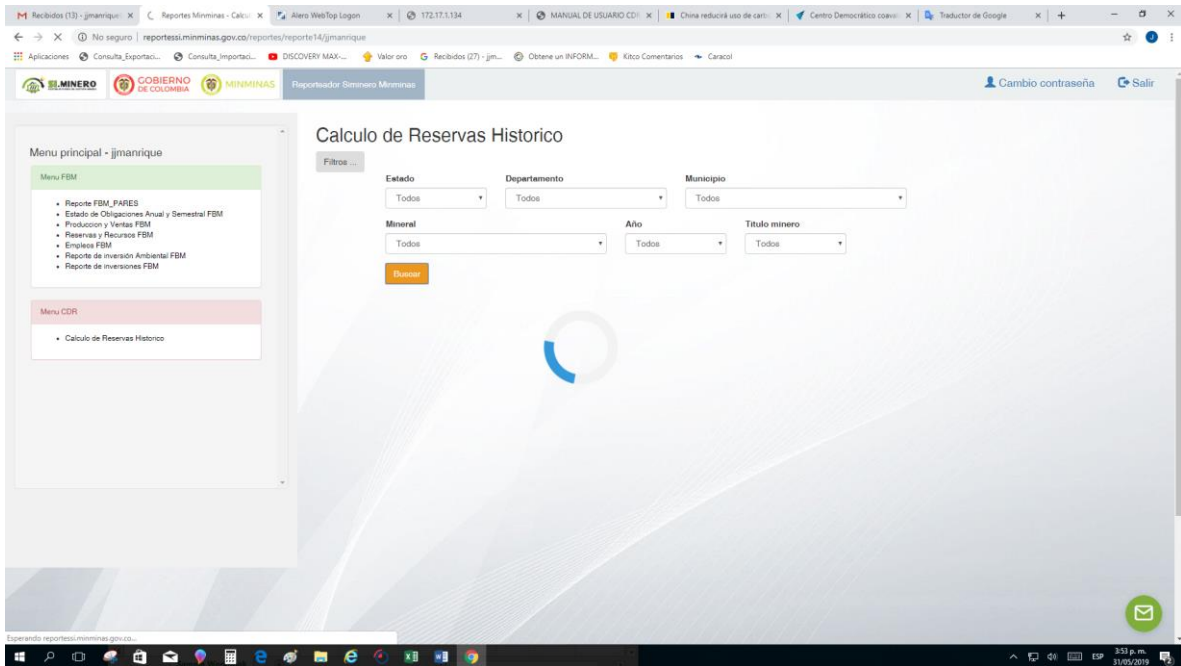 Recibidos (13) - jjmanrique
Reportes Minminas - Calcu
Alero WebTop Logon
172.17.1.134
MANUAL DE USUARIO CDR
China reducirá uso de carb
Centro Democrático coaval
Traductor de Google
No seguro | reportessi.minminas.gov.co/reportes/reporte14/jjmanrique
Aplicaciones
Consulta_Exportaci...
Consulta_Importaci...
DISCOVERY MAX-...
Valor oro
Recibidos (27) - jjm...
Obtene un INFORM...
Kitco Comentarios
Caracol
SI.MINERO
GOBIERNO
DE COLOMBIA
MINMINAS
Reporteador Siminero Minminas
Cambio contraseña
Salir
Menu principal - jjmanrique
Menu FBM
Reporte FBM_PARES
Estado de Obligaciones Anual y Semestral FBM
Produccion y Ventas FBM
Reservas y Recursos FBM
Empleos FBM
Reporte de inversión Ambiental FBM
Reporte de inversiones FBM
Menu CDR
Calculo de Reservas Historico
Calculo de Reservas Historico
Filtros ...
Estado
Departamento
Municipio
Todos
Todos
Todos
Mineral
Año
Titulo minero
Todos
Todos
Todos
Buscar
Esperando reportessi.minminas.gov.co...
ESP
3:53 p. m.
31/05/2019